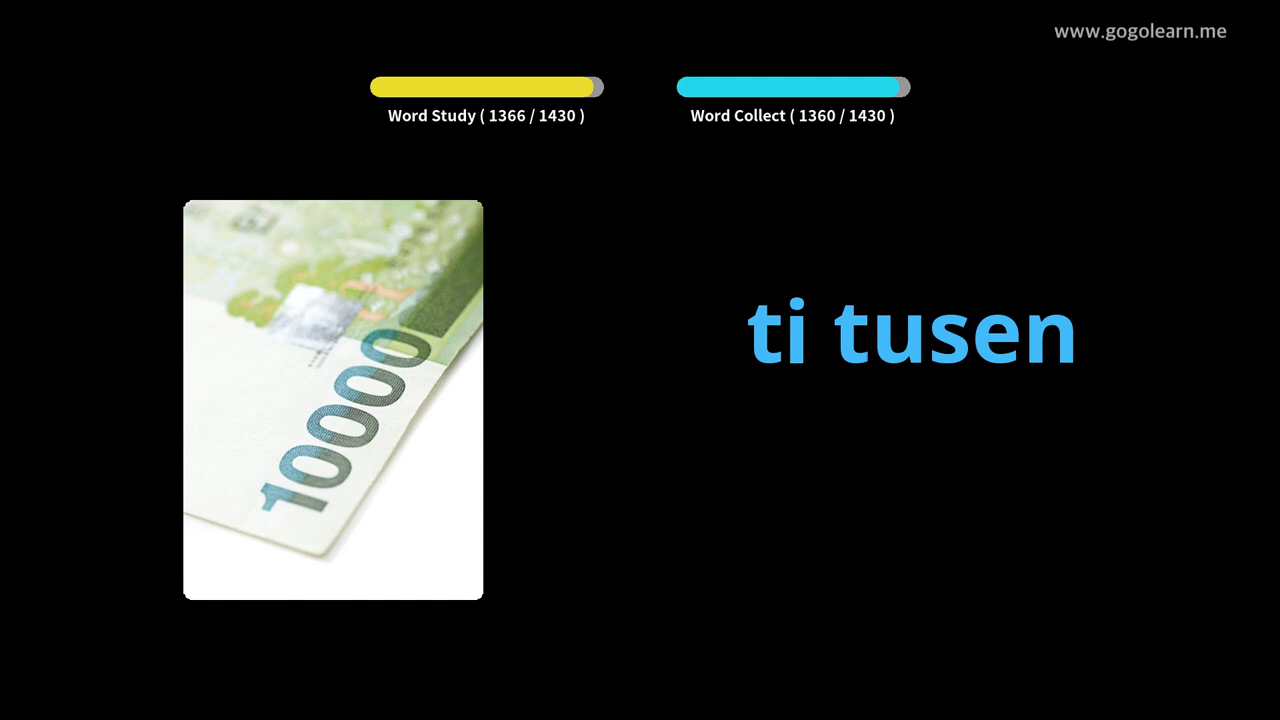 www.gogolearn.me
Word Study ( 1366 / 1430 )
Word Collect ( 1360 / 1430 )
ti tusen
10000